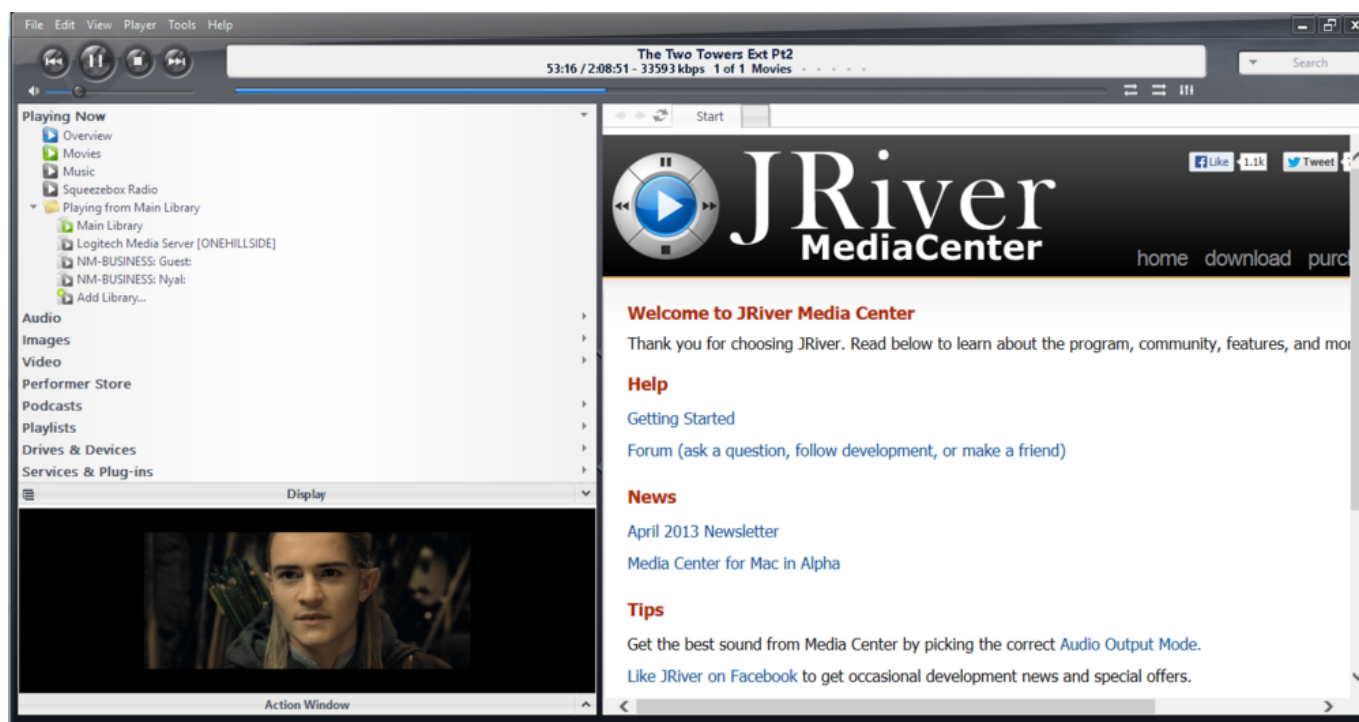 File Edit View Player Tools Help
The Two Towers Ext Pt2
53:16 / 2:08:51 - 33593 kbps 1 of 1 Movies
Search
Playing Now
Overview
Movies
Music
Squeezebox Radio
Playing from Main Library
Main Library
Logitech Media Server [ONEHILLSIDE]
NM-BUSINESS: Guest:
NM-BUSINESS: Nyal:
Add Library...
Audio
Images
Video
Performer Store
Podcasts
Playlists
Drives & Devices
Services & Plug-ins
Display
Action Window
Start
Like 1.1k Tweet
JRiver
MediaCenter
home download purc
Welcome to JRiver Media Center
Thank you for choosing JRiver. Read below to learn about the program, community, features, and mo
Help
Getting Started
Forum (ask a question, follow development, or make a friend)
News
April 2013 Newsletter
Media Center for Mac in Alpha
Tips
Get the best sound from Media Center by picking the correct Audio Output Mode.
Like JRiver on Facebook to get occasional development news and special offers.